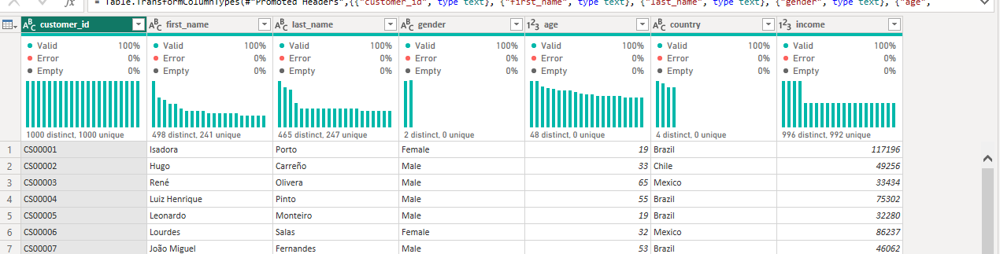 = Table.TransformColumnTypes(#"Promoted Headers",{{"customer_id", type text}, {"first_name", type text}, {"last_name", type text}, {"gender", type text}, {"age",
ABC customer_id ABC first_name ABC last_name ABC gender 123 age ABC country 123 income
Valid 100% Valid 100% Valid 100% Valid 100% Valid 100% Valid 100% Valid 100%
Error 0% Error 0% Error 0% Error 0% Error 0% Error 0% Error 0%
Empty 0% Empty 0% Empty 0% Empty 0% Empty 0% Empty 0% Empty 0%
1000 distinct, 1000 unique 498 distinct, 241 unique 465 distinct, 247 unique 2 distinct, 0 unique 48 distinct, 0 unique 4 distinct, 0 unique 996 distinct, 992 unique
1 CS00001 Isadora Porto Female 19 Brazil 117196
2 CS00002 Hugo Carreño Male 33 Chile 49256
3 CS00003 René Olivera Male 65 Mexico 33434
4 CS00004 Luiz Henrique Pinto Male 55 Brazil 75302
5 CS00005 Leonardo Monteiro Male 19 Brazil 32280
6 CS00006 Lourdes Salas Female 32 Mexico 86237
7 CS00007 João Miguel Fernandes Male 53 Brazil 46062